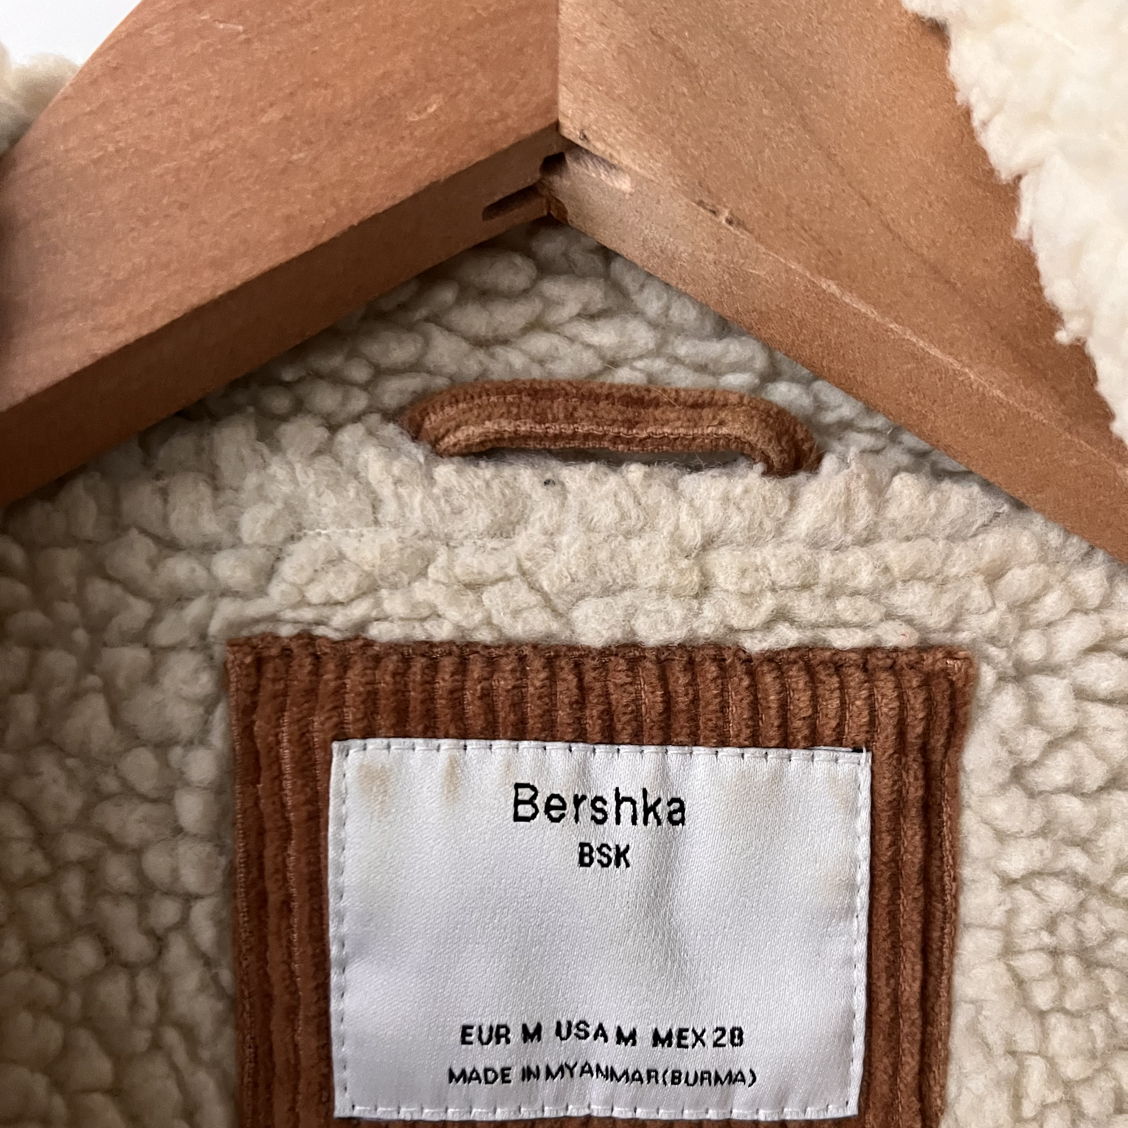 Bershka
BSK
EUR M USA M MEX 28
MADE IN MYANMAR(BURMA)